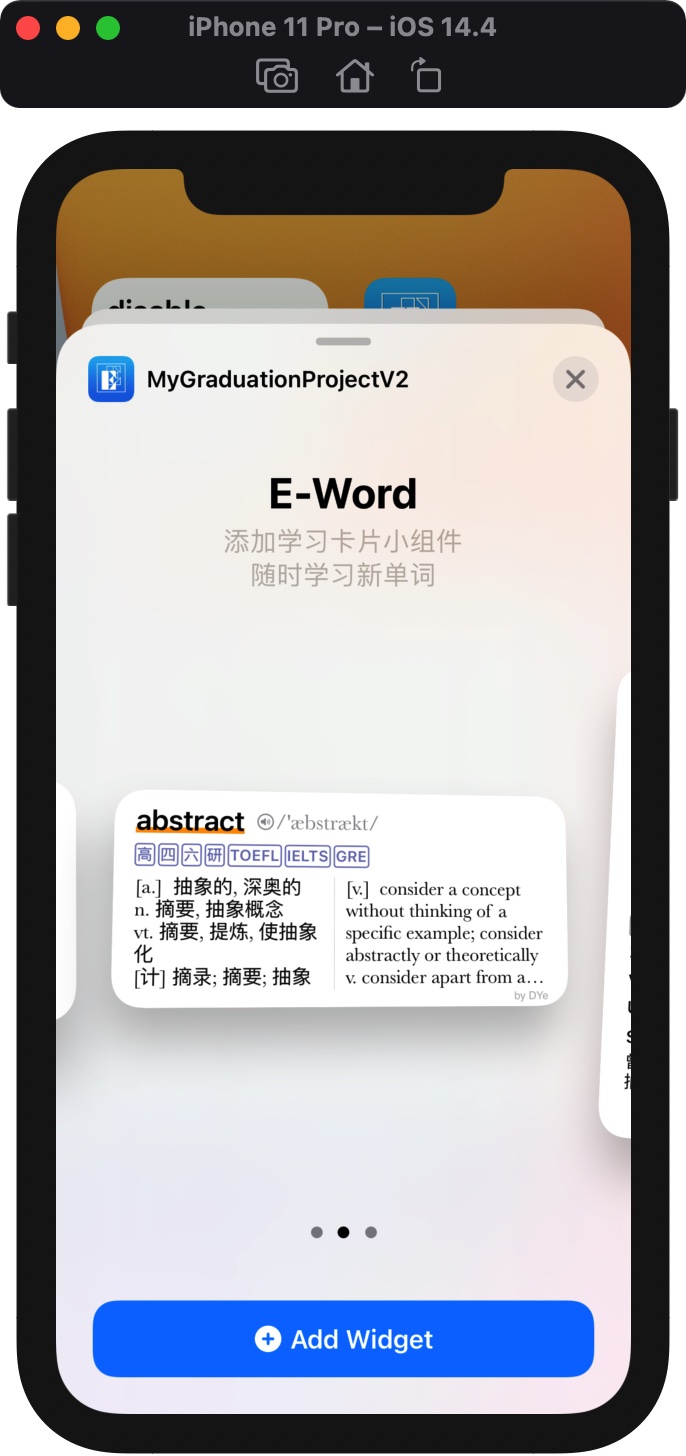 iPhone 11 Pro – iOS 14.4
disable
MyGraduationProjectV2
E-Word
添加学习卡片小组件
随时学习新单词
abstract /'æbstrækt/
高 四 六 研 TOEFL IELTS GRE
[a.] 抽象的, 深奥的
n. 摘要, 抽象概念
vt. 摘要, 提炼, 使抽象
化
[计] 摘录; 摘要; 抽象
[v.] consider a concept
without thinking of a
specific example; consider
abstractly or theoretically
v. consider apart from a…
by DYe
Add Widget